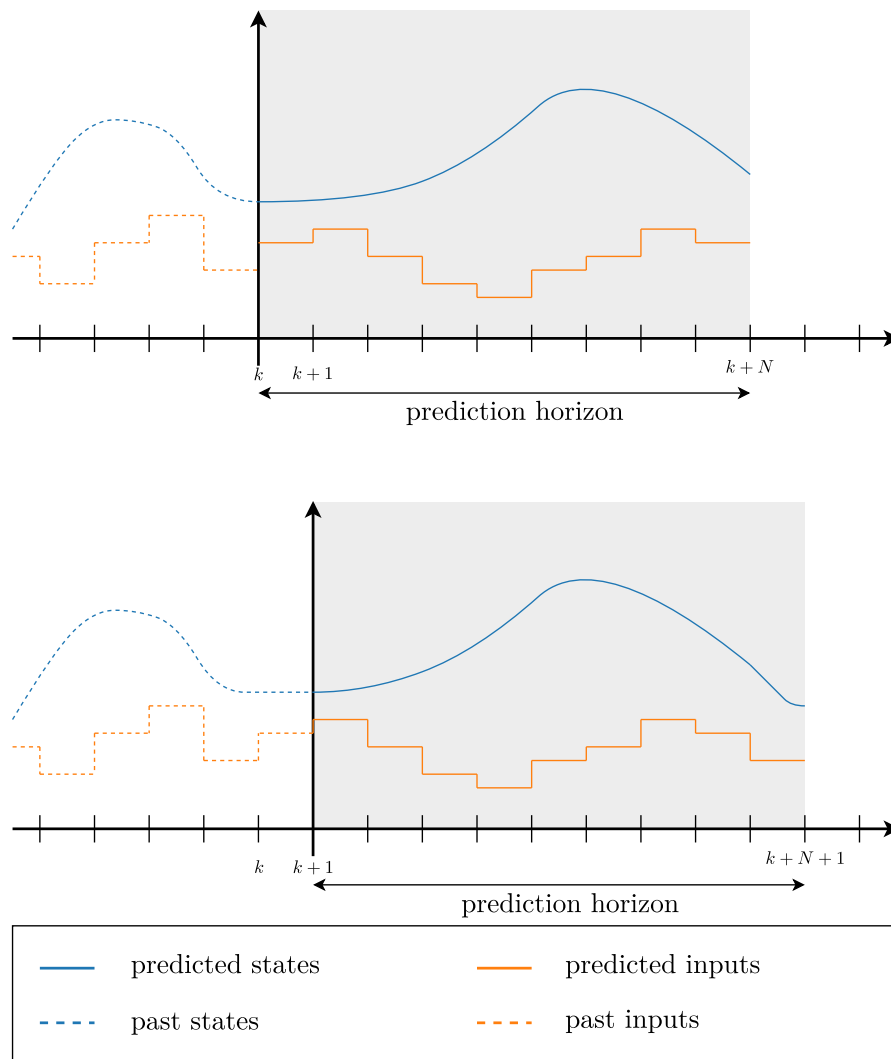 k k + 1 k + N
prediction horizon
k k + 1 k + N + 1
prediction horizon
predicted states predicted inputs
past states past inputs